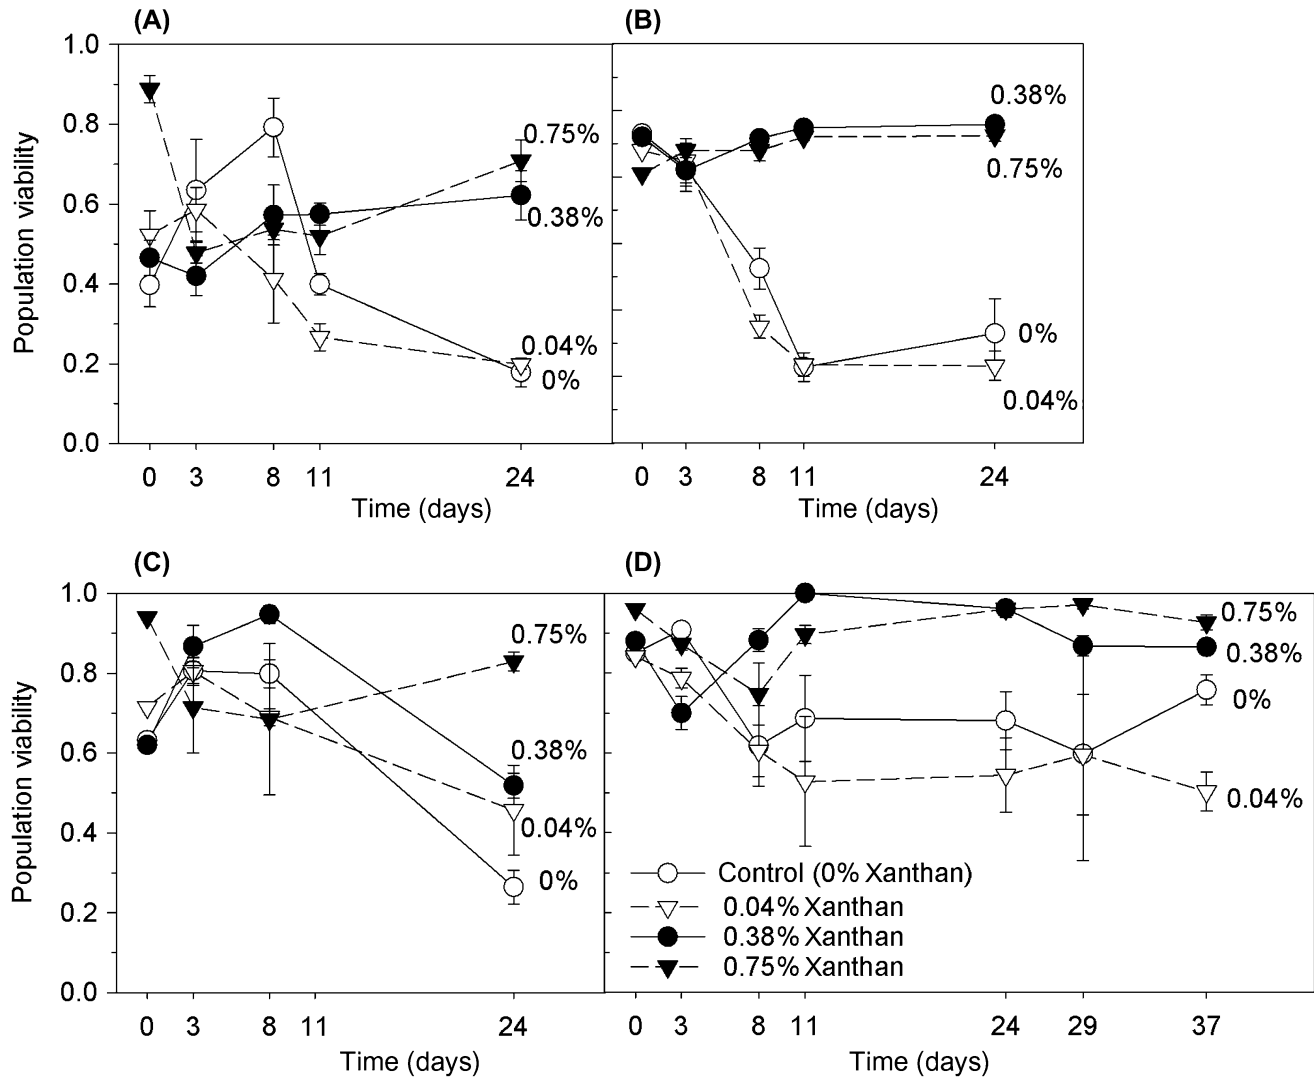 (A)
(B)
1.0
0.8
0.6
0.4
0.2
0.0
Population viability
0.75%
0.38%
0.04%
0%
0.38%
0.75%
0%
0.04%
0 3 8 11 24
0 3 8 11 24
Time (days)
Time (days)
(C)
(D)
1.0
0.8
0.6
0.4
0.2
0.0
Population viability
0.75%
0.38%
0.04%
0%
0.75%
0.38%
0%
0.04%
Control (0% Xanthan)
0.04% Xanthan
0.38% Xanthan
0.75% Xanthan
0 3 8 11 24
0 3 8 11 24 29 37
Time (days)
Time (days)